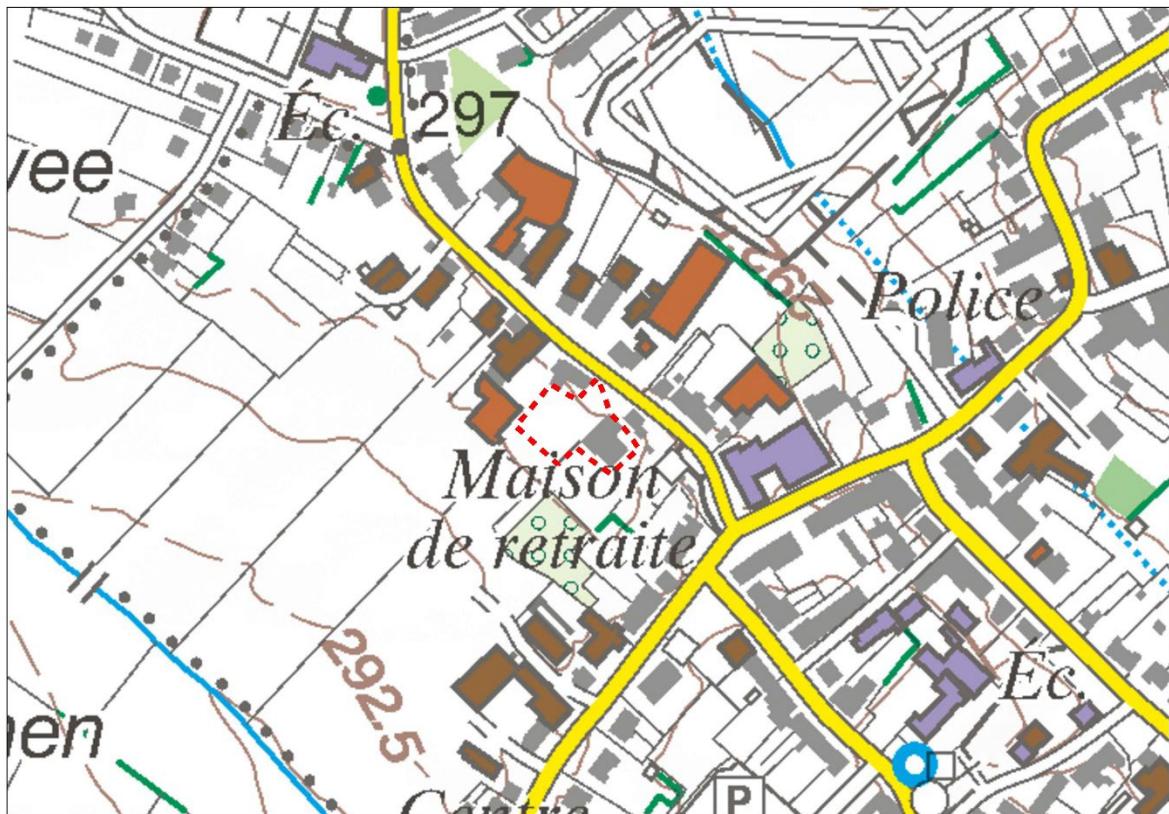 Éc.
297
vee
Police
Maison
de retraite
292.5
Éc.
en
Centre
P